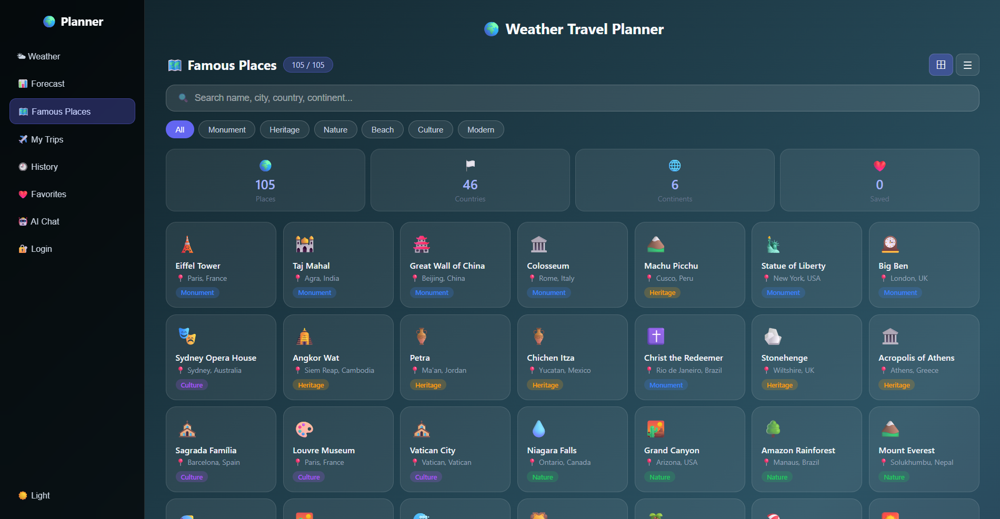 Planner
Weather
Forecast
Famous Places
My Trips
History
Favorites
AI Chat
Login
Light
Weather Travel Planner
Famous Places 105 / 105
Search name, city, country, continent...
All Monument Heritage Nature Beach Culture Modern
105 46 6 0
Places Countries Continents Saved
Eiffel Tower Taj Mahal Great Wall of China Colosseum Machu Picchu Statue of Liberty Big Ben
Paris, France Agra, India Beijing, China Rome, Italy Cusco, Peru New York, USA London, UK
Monument Monument Monument Monument Heritage Monument Monument
Sydney Opera House Angkor Wat Petra Chichen Itza Christ the Redeemer Stonehenge Acropolis of Athens
Sydney, Australia Siem Reap, Cambodia Ma'an, Jordan Yucatan, Mexico Rio de Janeiro, Brazil Wiltshire, UK Athens, Greece
Culture Heritage Heritage Heritage Monument Heritage Heritage
Sagrada Família Louvre Museum Vatican City Niagara Falls Grand Canyon Amazon Rainforest Mount Everest
Barcelona, Spain Paris, France Vatican, Vatican Ontario, Canada Arizona, USA Manaus, Brazil Solukhumbu, Nepal
Culture Culture Culture Nature Nature Nature Nature